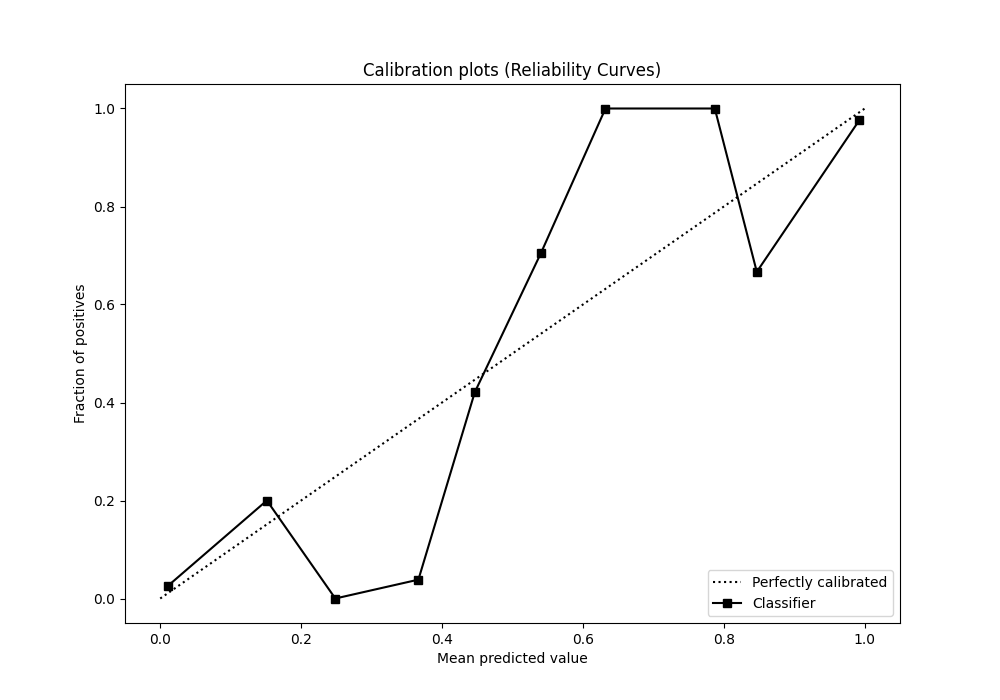 Calibration plots (Reliability Curves)
1.0
0.8
0.6
0.4
0.2
0.0
Fraction of positives
0.0 0.2 0.4 0.6 0.8 1.0
Mean predicted value
Perfectly calibrated
Classifier